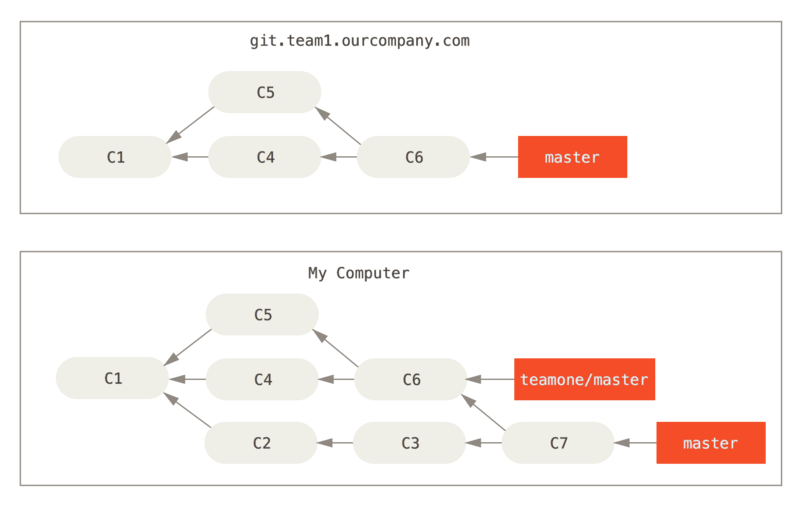 git.team1.ourcompany.com
C5
C1
C4
C6
master
My Computer
C5
C1
C4
C6
teamone/master
C2
C3
C7
master